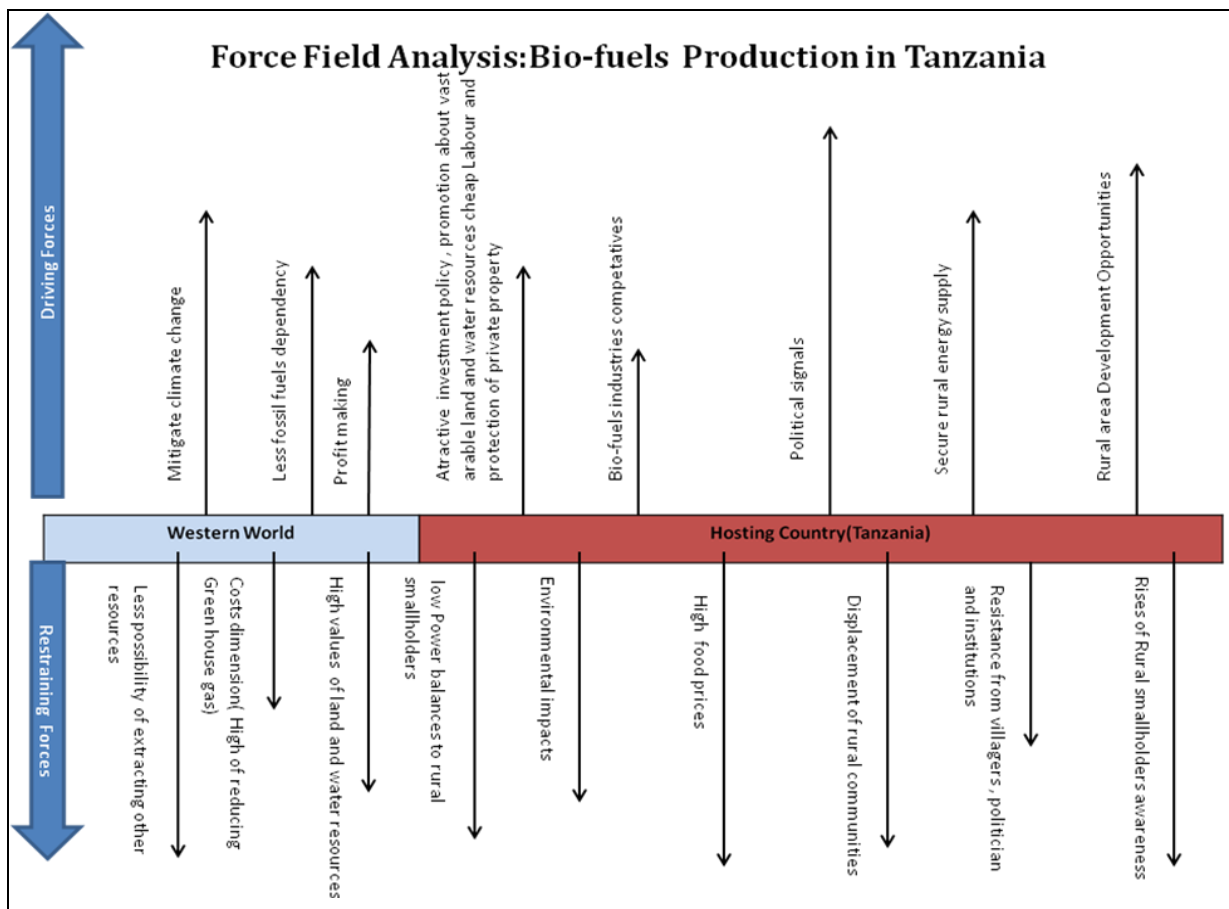 Force Field Analysis:Bio-fuels Production in Tanzania
Driving Forces
Mitigate climate change
Less fossil fuels dependency
Profit making
Atractive investment policy, promotion about vast
arable land and water resources cheap Labour and
protection of private property
Bio-fuels industries competatives
Political signals
Secure rural energy supply
Rural area Development Opportunities
Western World
Hosting Country(Tanzania)
Restraining Forces
Less possibility of extracting other
resources
Costs dimension( High of reducing
Green house gas)
High values of land and water resources
low Power balances to rural
smallholders
Environmental impacts
High food prices
Displacement of rural communities
Resistance from villagers, politician
and institutions
Rises of Rural smallholders awareness